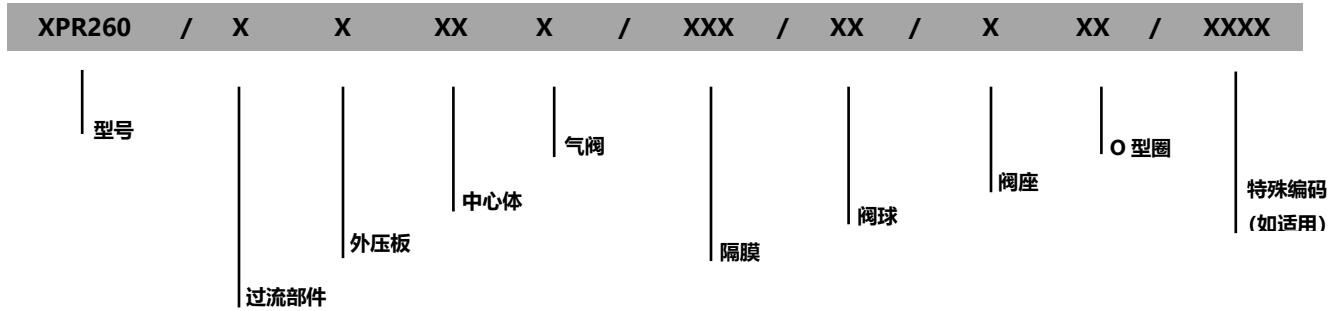 XPR260 / X X XX X / XXX / XX / X XX / XXXX
型号
气阀
O 型圈
阀座
特殊编码
中心体
阀球
(如适用)
外压板
隔膜
过流部件